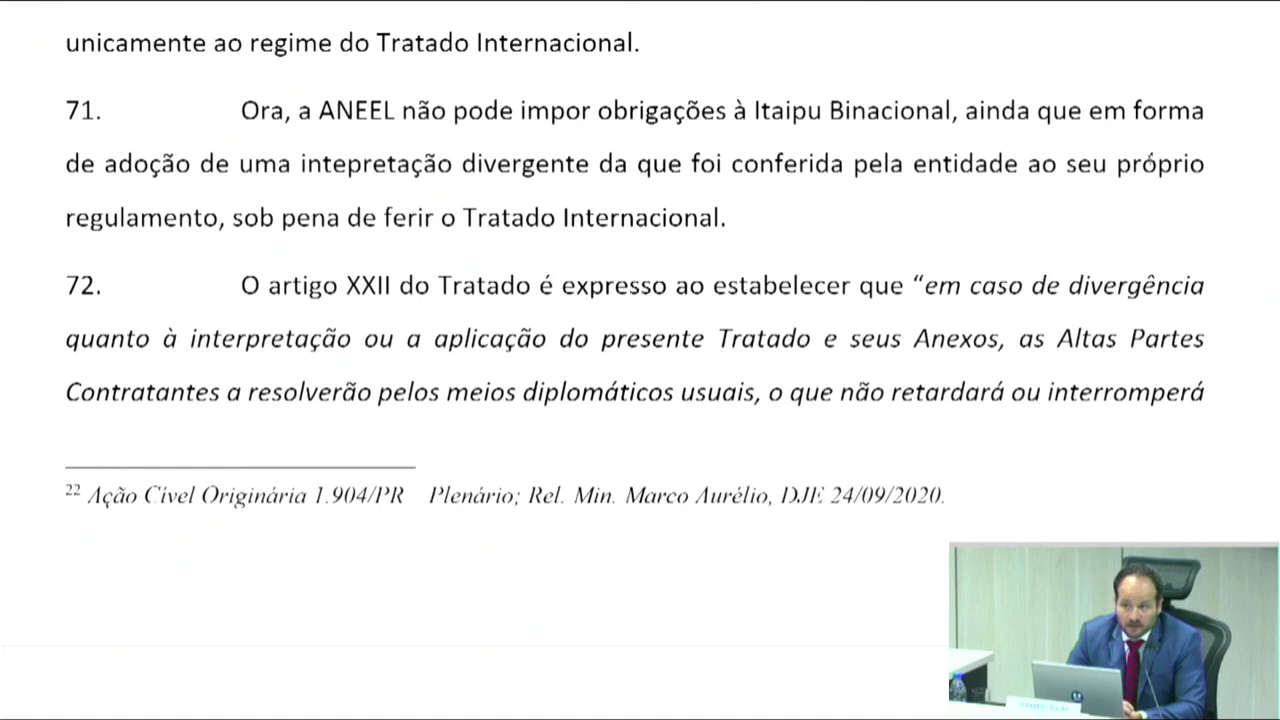 unicamente ao regime do Tratado Internacional.
71. Ora, a ANEEL não pode impor obrigações à Itaipu Binacional, ainda que em forma
de adoção de uma intepretação divergente da que foi conferida pela entidade ao seu próprio
regulamento, sob pena de ferir o Tratado Internacional.
72. O artigo XXII do Tratado é expresso ao estabelecer que “em caso de divergência
quanto à interpretação ou a aplicação do presente Tratado e seus Anexos, as Altas Partes
Contratantes a resolverão pelos meios diplomáticos usuais, o que não retardará ou interromperá
22 Ação Cível Originária 1.904/PR Plenário; Rel. Min. Marco Aurélio, DJE 24/09/2020.